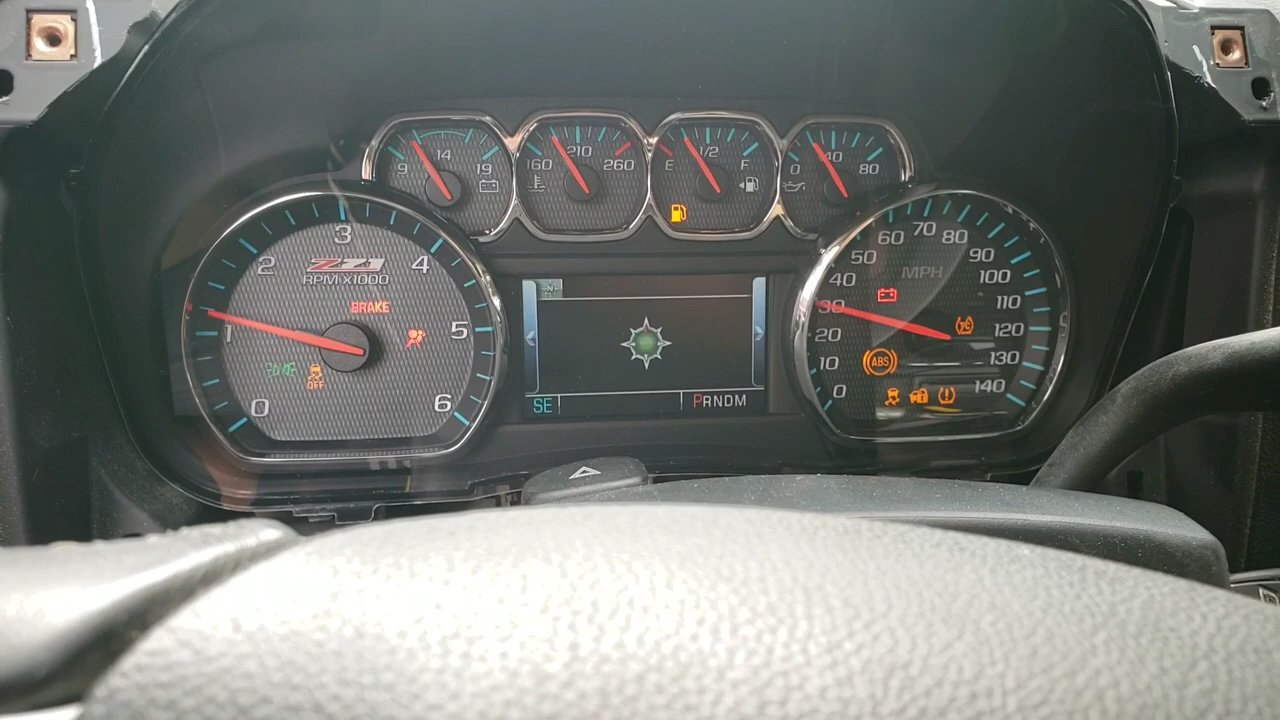 9 14 19
160 210 260
E 1/2 F
0 40 80
0 1 2 3 4 5 6
Z71
RPM X1000
BRAKE
OFF
N
SE
PRNDM
0 10 20 30 40 50 60 70 80 90 100 110 120 130 140
MPH
ABS